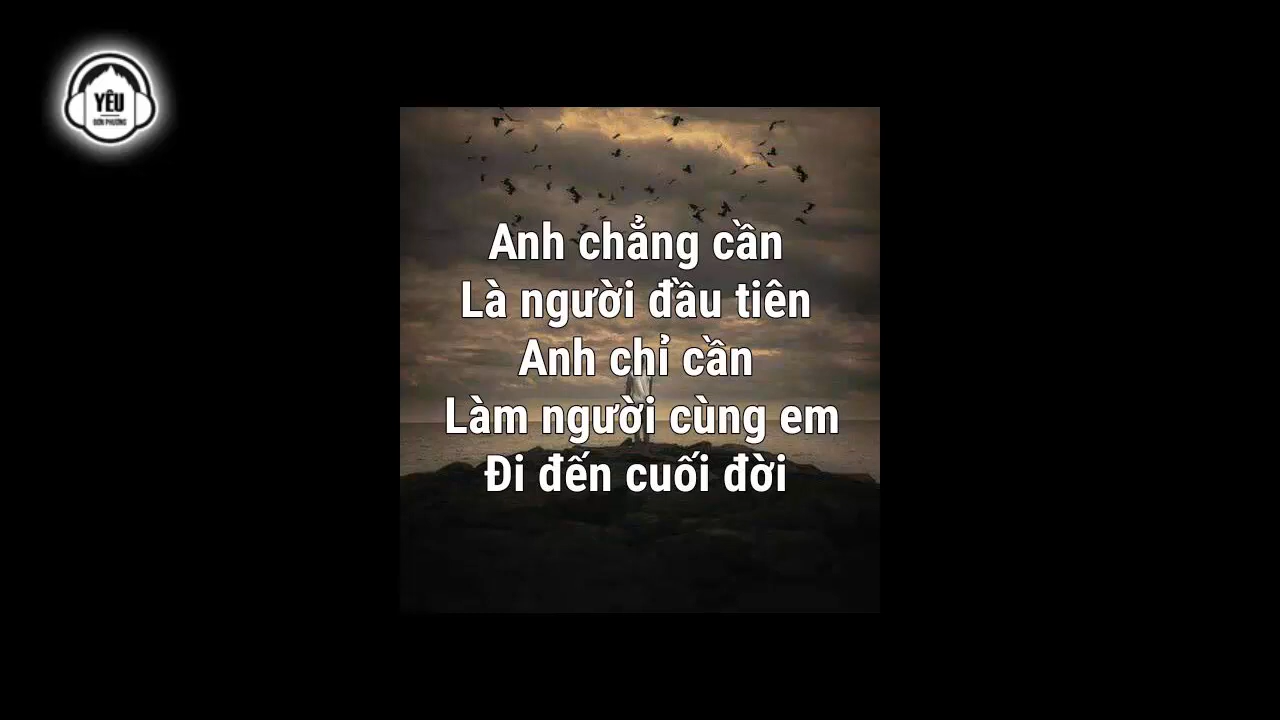 YÊU
ĐƠN PHƯƠNG
Anh chẳng cần
Là người đầu tiên
Anh chỉ cần
Làm người cùng em
Đi đến cuối đời